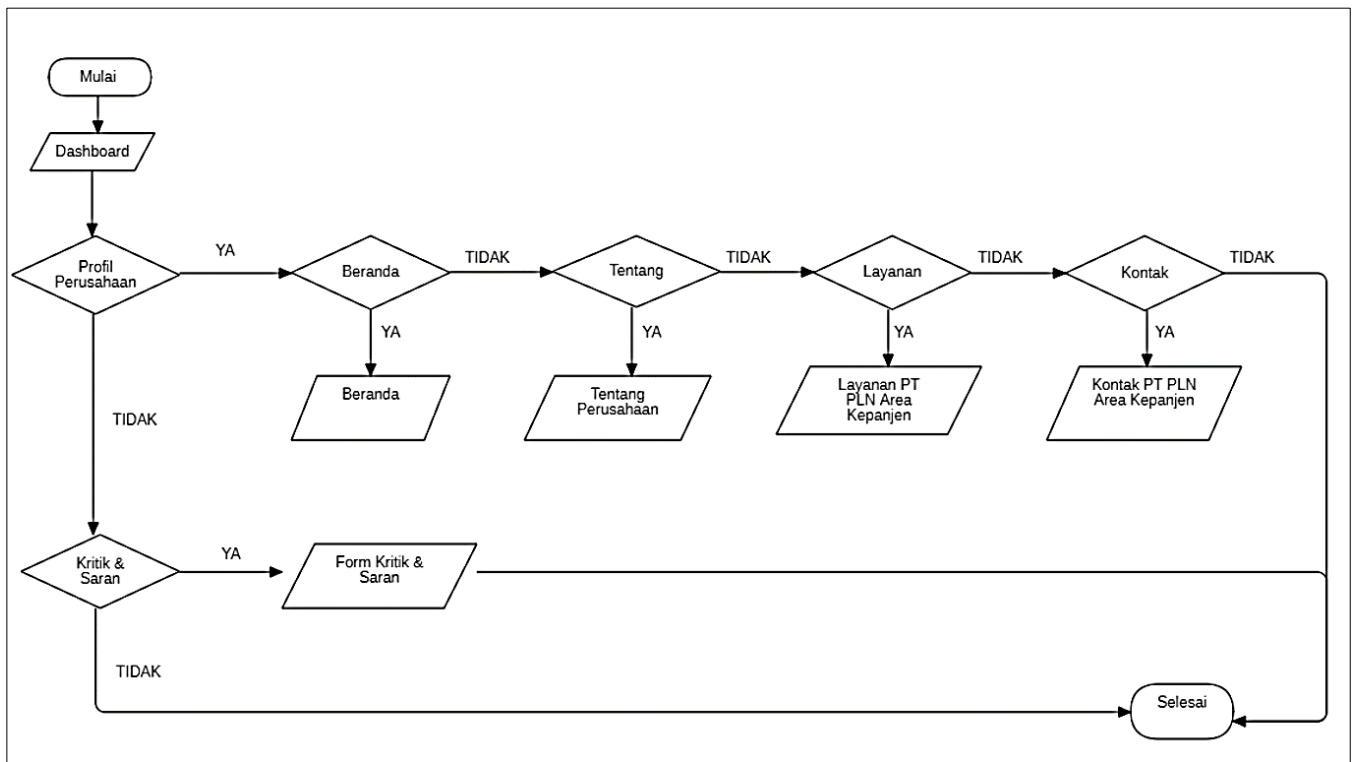 Mulai
Dashboard
Profil
Perusahaan
YA
Beranda
TIDAK
Tentang
TIDAK
Layanan
TIDAK
Kontak
TIDAK
YA
Beranda
YA
Tentang
Perusahaan
YA
Layanan PT
PLN Area
Kepanjen
YA
Kontak PT PLN
Area Kepanjen
TIDAK
Kritik &
Saran
YA
Form Kritik &
Saran
TIDAK
Selesai